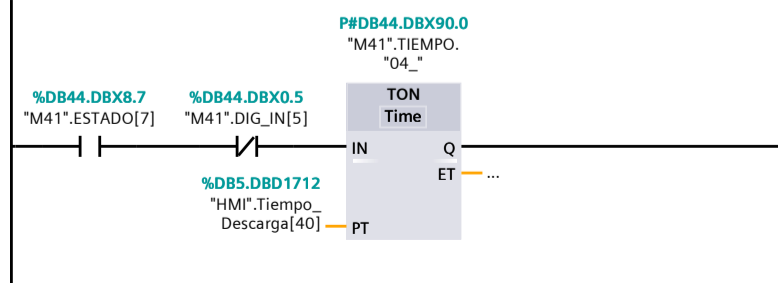 P#DB44.DBX90.0
"M41".TIEMPO.
"04_"
%DB44.DBX8.7
"M41".ESTADO[7]
%DB44.DBX0.5
"M41".DIG_IN[5]
TON
Time
IN
Q
ET
...
%DB5.DBD1712
"HMI".Tiempo_
Descarga[40]
PT